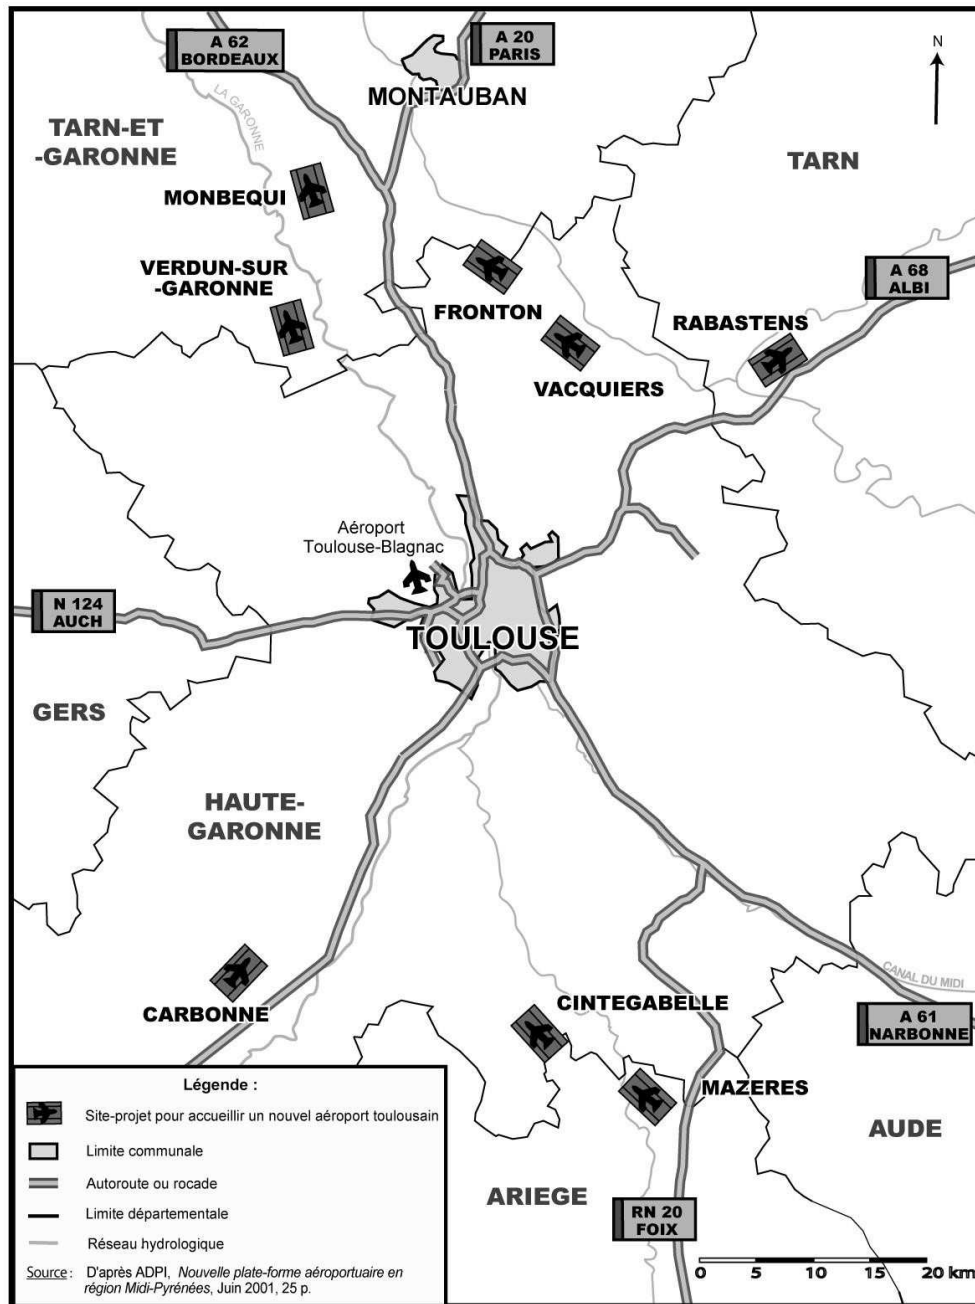 A 62
BORDEAUX
A 20
PARIS
N
MONTAUBAN
LA GARONNE
TARN-ET
-GARONNE
TARN
MONBEQUI
VERDUN-SUR
-GARONNE
A 68
ALBI
FRONTON
RABASTENS
VACQUIERS
Aéroport
Toulouse-Blagnac
N 124
AUCH
TOULOUSE
GERS
HAUTE-
GARONNE
CANAL DU MIDI
CINTEGABELLE
CARBONNE
A 61
NARBONNE
MAZERES
AUDE
ARIEGE
RN 20
FOIX
0 5 10 15 20 km
Légende :
Site-projet pour accueillir un nouvel aéroport toulousain
Limite communale
Autoroute ou rocade
Limite départementale
Réseau hydrologique
Source : D'après ADPI, Nouvelle plate-forme aéroportuaire en
région Midi-Pyrénées, Juin 2001, 25 p.